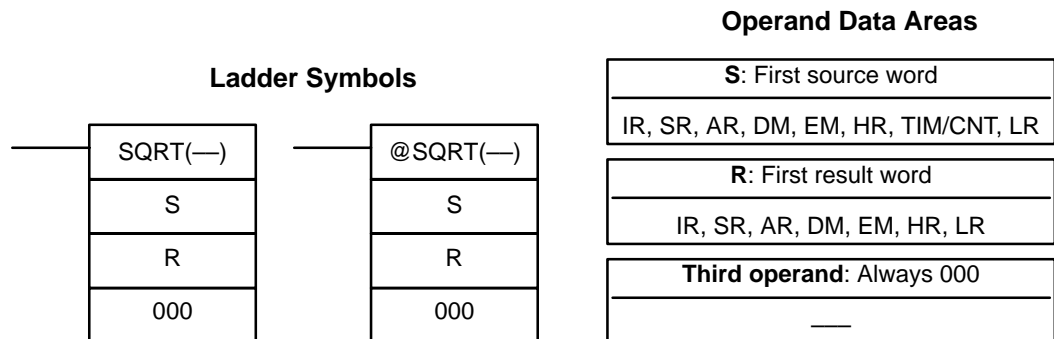 Ladder Symbols
SQRT(––)
S
R
000
@SQRT(––)
S
R
000
Operand Data Areas
S: First source word
IR, SR, AR, DM, EM, HR, TIM/CNT, LR
R: First result word
IR, SR, AR, DM, EM, HR, LR
Third operand: Always 000
––